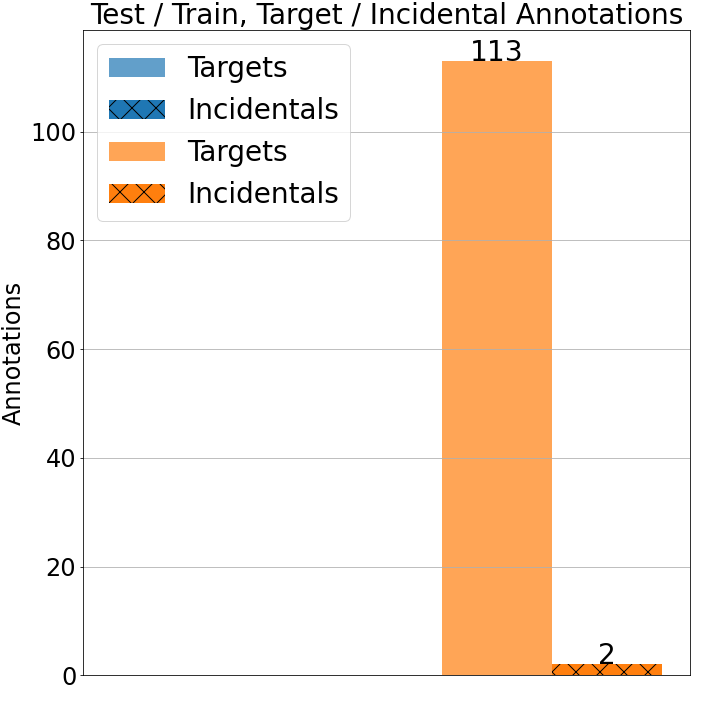 Test / Train, Target / Incidental Annotations
113
Targets
Incidentals
Targets
Incidentals
100
80
60
40
20
0
2
Annotations